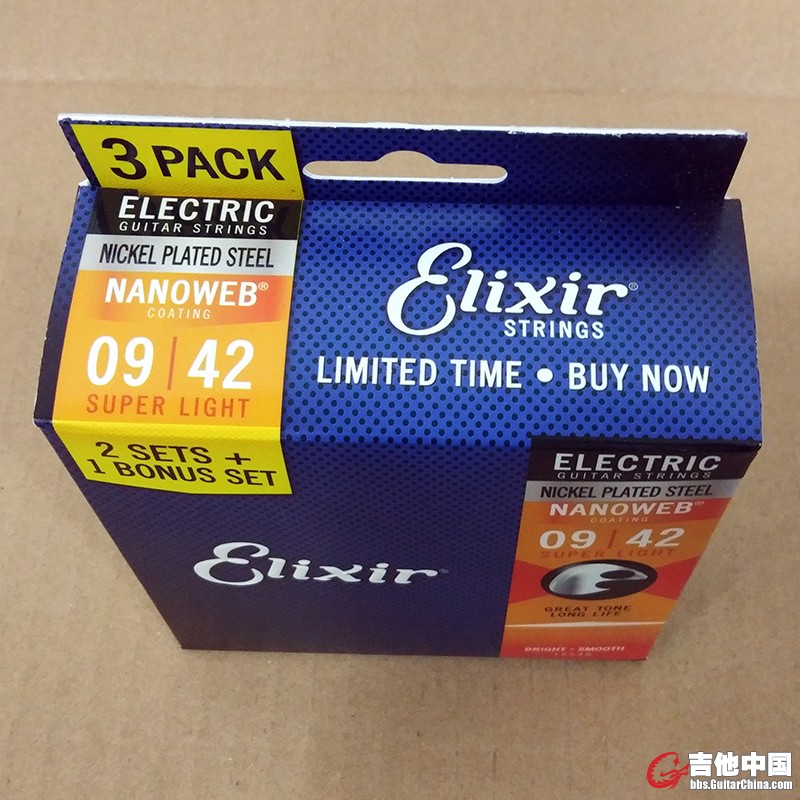 3 PACK
ELECTRIC
GUITAR STRINGS
NICKEL PLATED STEEL
NANOWEB®
COATING
09 | 42
SUPER LIGHT
2 SETS +
1 BONUS SET
Elixir®
STRINGS
LIMITED TIME • BUY NOW
Elixir®
ELECTRIC
GUITAR STRINGS
NICKEL PLATED STEEL
NANOWEB®
COATING
09 | 42
SUPER LIGHT
GREAT TONE
LONG LIFE
BRIGHT • SMOOTH
吉他中国
bbs.GuitarChina.com